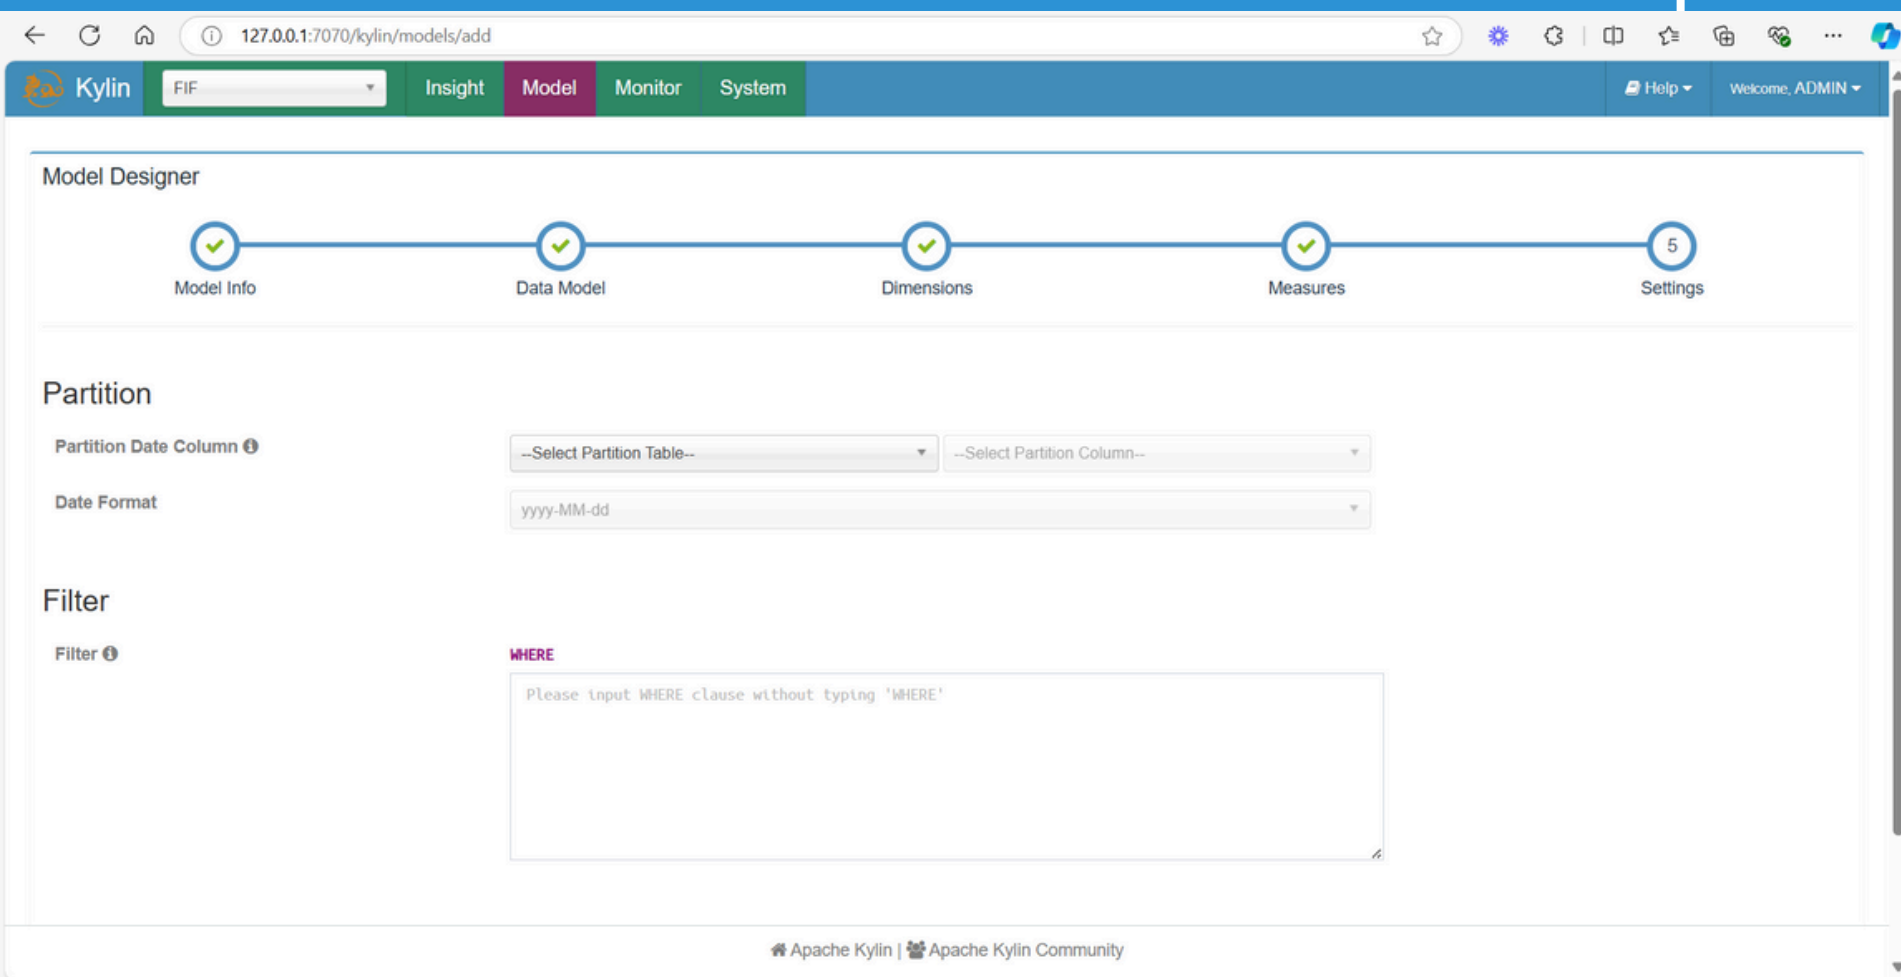 127.0.0.1:7070/kylin/models/add
Kylin FIF Insight Model Monitor System Help Welcome, ADMIN
Model Designer
5
Model Info Data Model Dimensions Measures Settings
Partition
Partition Date Column --Select Partition Table-- --Select Partition Column--
Date Format yyyy-MM-dd
Filter
Filter WHERE
Please input WHERE clause without typing 'WHERE'
Apache Kylin | Apache Kylin Community